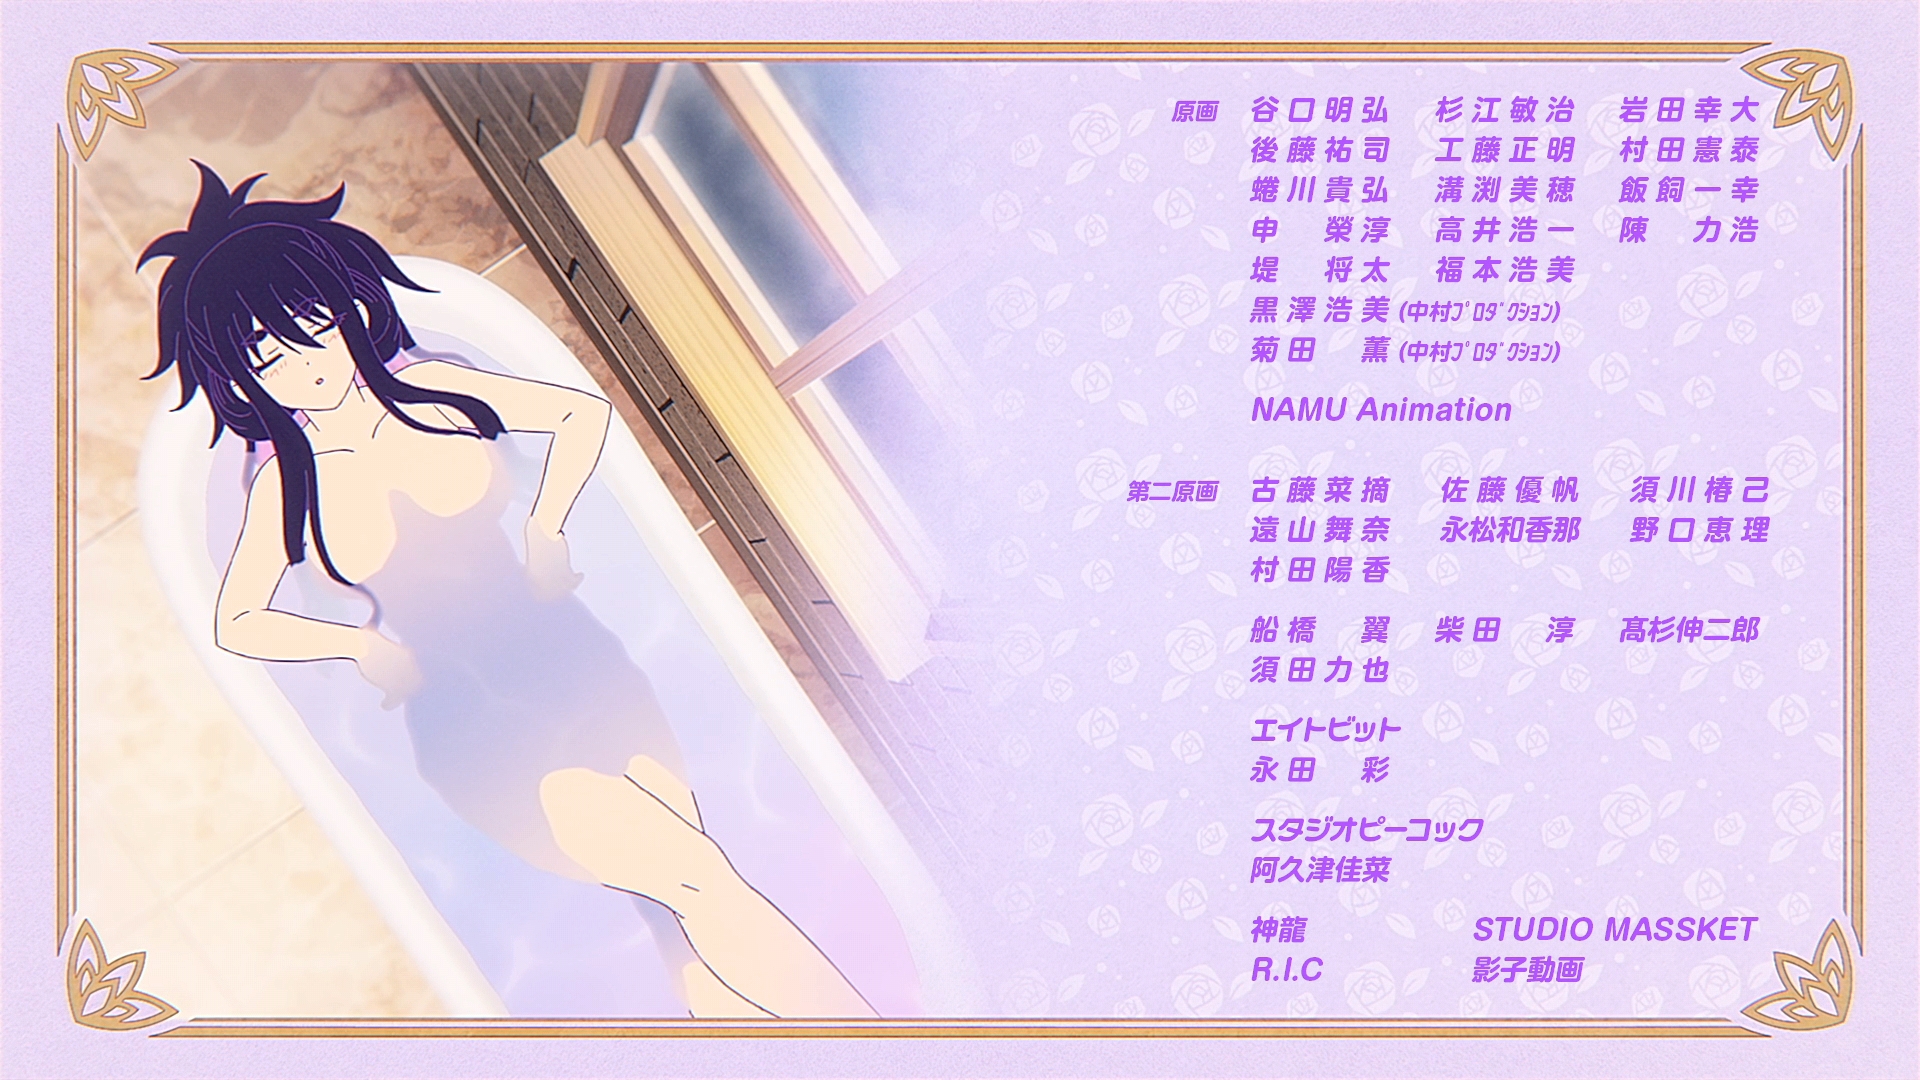 原画 谷口明弘 杉江敏治 岩田幸大
後藤祐司 工藤正明 村田憲泰
蜷川貴弘 溝渕美穂 飯飼一幸
申 榮淳 高井浩一 陳 力浩
堤 将太 福本浩美
黒澤浩美(中村ﾌﾟﾛﾀﾞｸｼｮﾝ)
菊田 薫(中村ﾌﾟﾛﾀﾞｸｼｮﾝ)
NAMU Animation
第二原画 古藤菜摘 佐藤優帆 須川椿己
遠山舞奈 永松和香那 野口恵理
村田陽香
船橋 翼 柴田 淳 髙杉伸二郎
須田力也
エイトビット
永田 彩
スタジオピーコック
阿久津佳菜
神龍 STUDIO MASSKET
R.I.C 影子動画